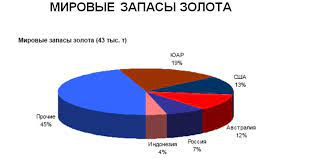 МИРОВЫЕ ЗАПАСЫ ЗОЛОТА
Мировые запасы золота (43 тыс. т)
ЮАР
19%
США
13%
Австралия
12%
Россия
7%
Индонезия
4%
Прочие
45%